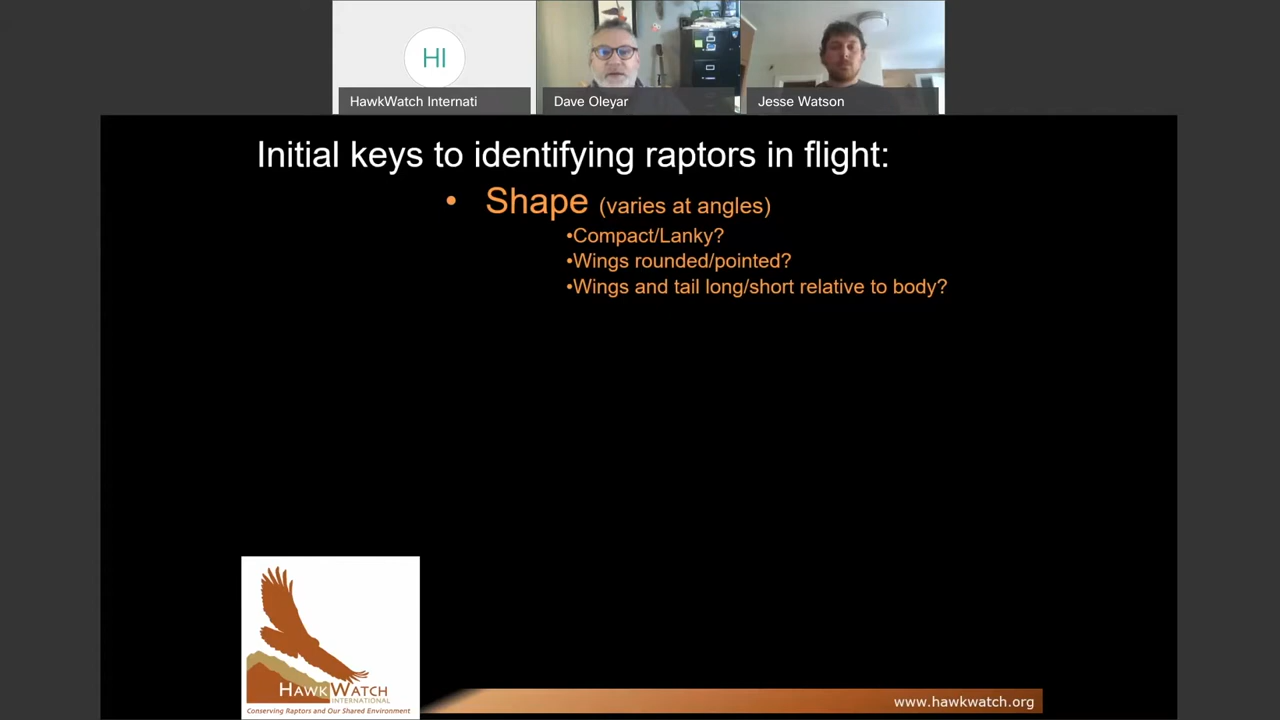 HI
HawkWatch Internati
Dave Oleyar
Jesse Watson
Initial keys to identifying raptors in flight:
• Shape (varies at angles)
•Compact/Lanky?
•Wings rounded/pointed?
•Wings and tail long/short relative to body?
HAWKWATCH
INTERNATIONAL
Conserving Raptors and Our Shared Environment
www.hawkwatch.org